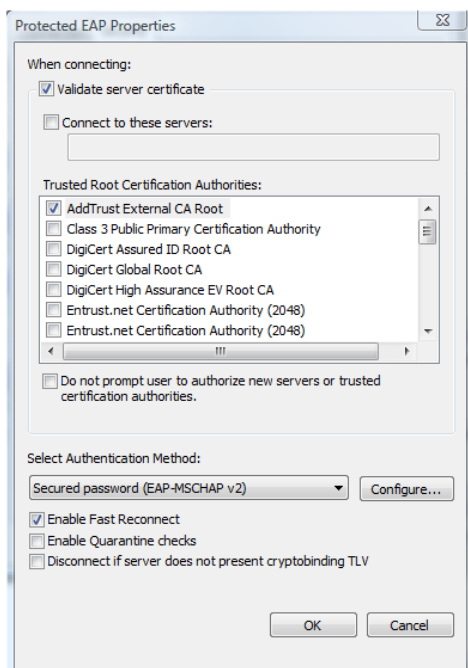 Protected EAP Properties
When connecting:
Validate server certificate
Connect to these servers:
Trusted Root Certification Authorities:
AddTrust External CA Root
Class 3 Public Primary Certification Authority
DigiCert Assured ID Root CA
DigiCert Global Root CA
DigiCert High Assurance EV Root CA
Entrust.net Certification Authority (2048)
Entrust.net Certification Authority (2048)
Do not prompt user to authorize new servers or trusted
certification authorities.
Select Authentication Method:
Secured password (EAP-MSCHAP v2)
Configure...
Enable Fast Reconnect
Enable Quarantine checks
Disconnect if server does not present cryptobinding TLV
OK
Cancel